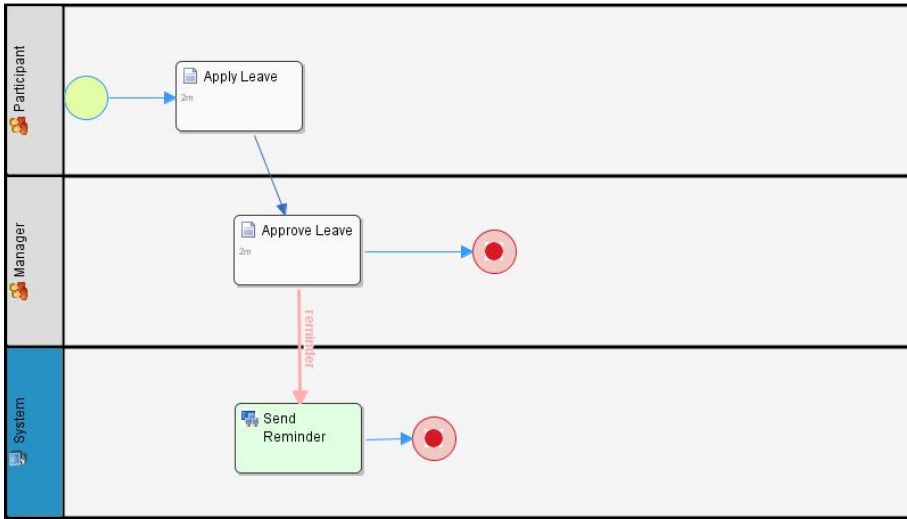 Participant
Apply Leave
2m
Manager
Approve Leave
2m
reminder
System
Send
Reminder